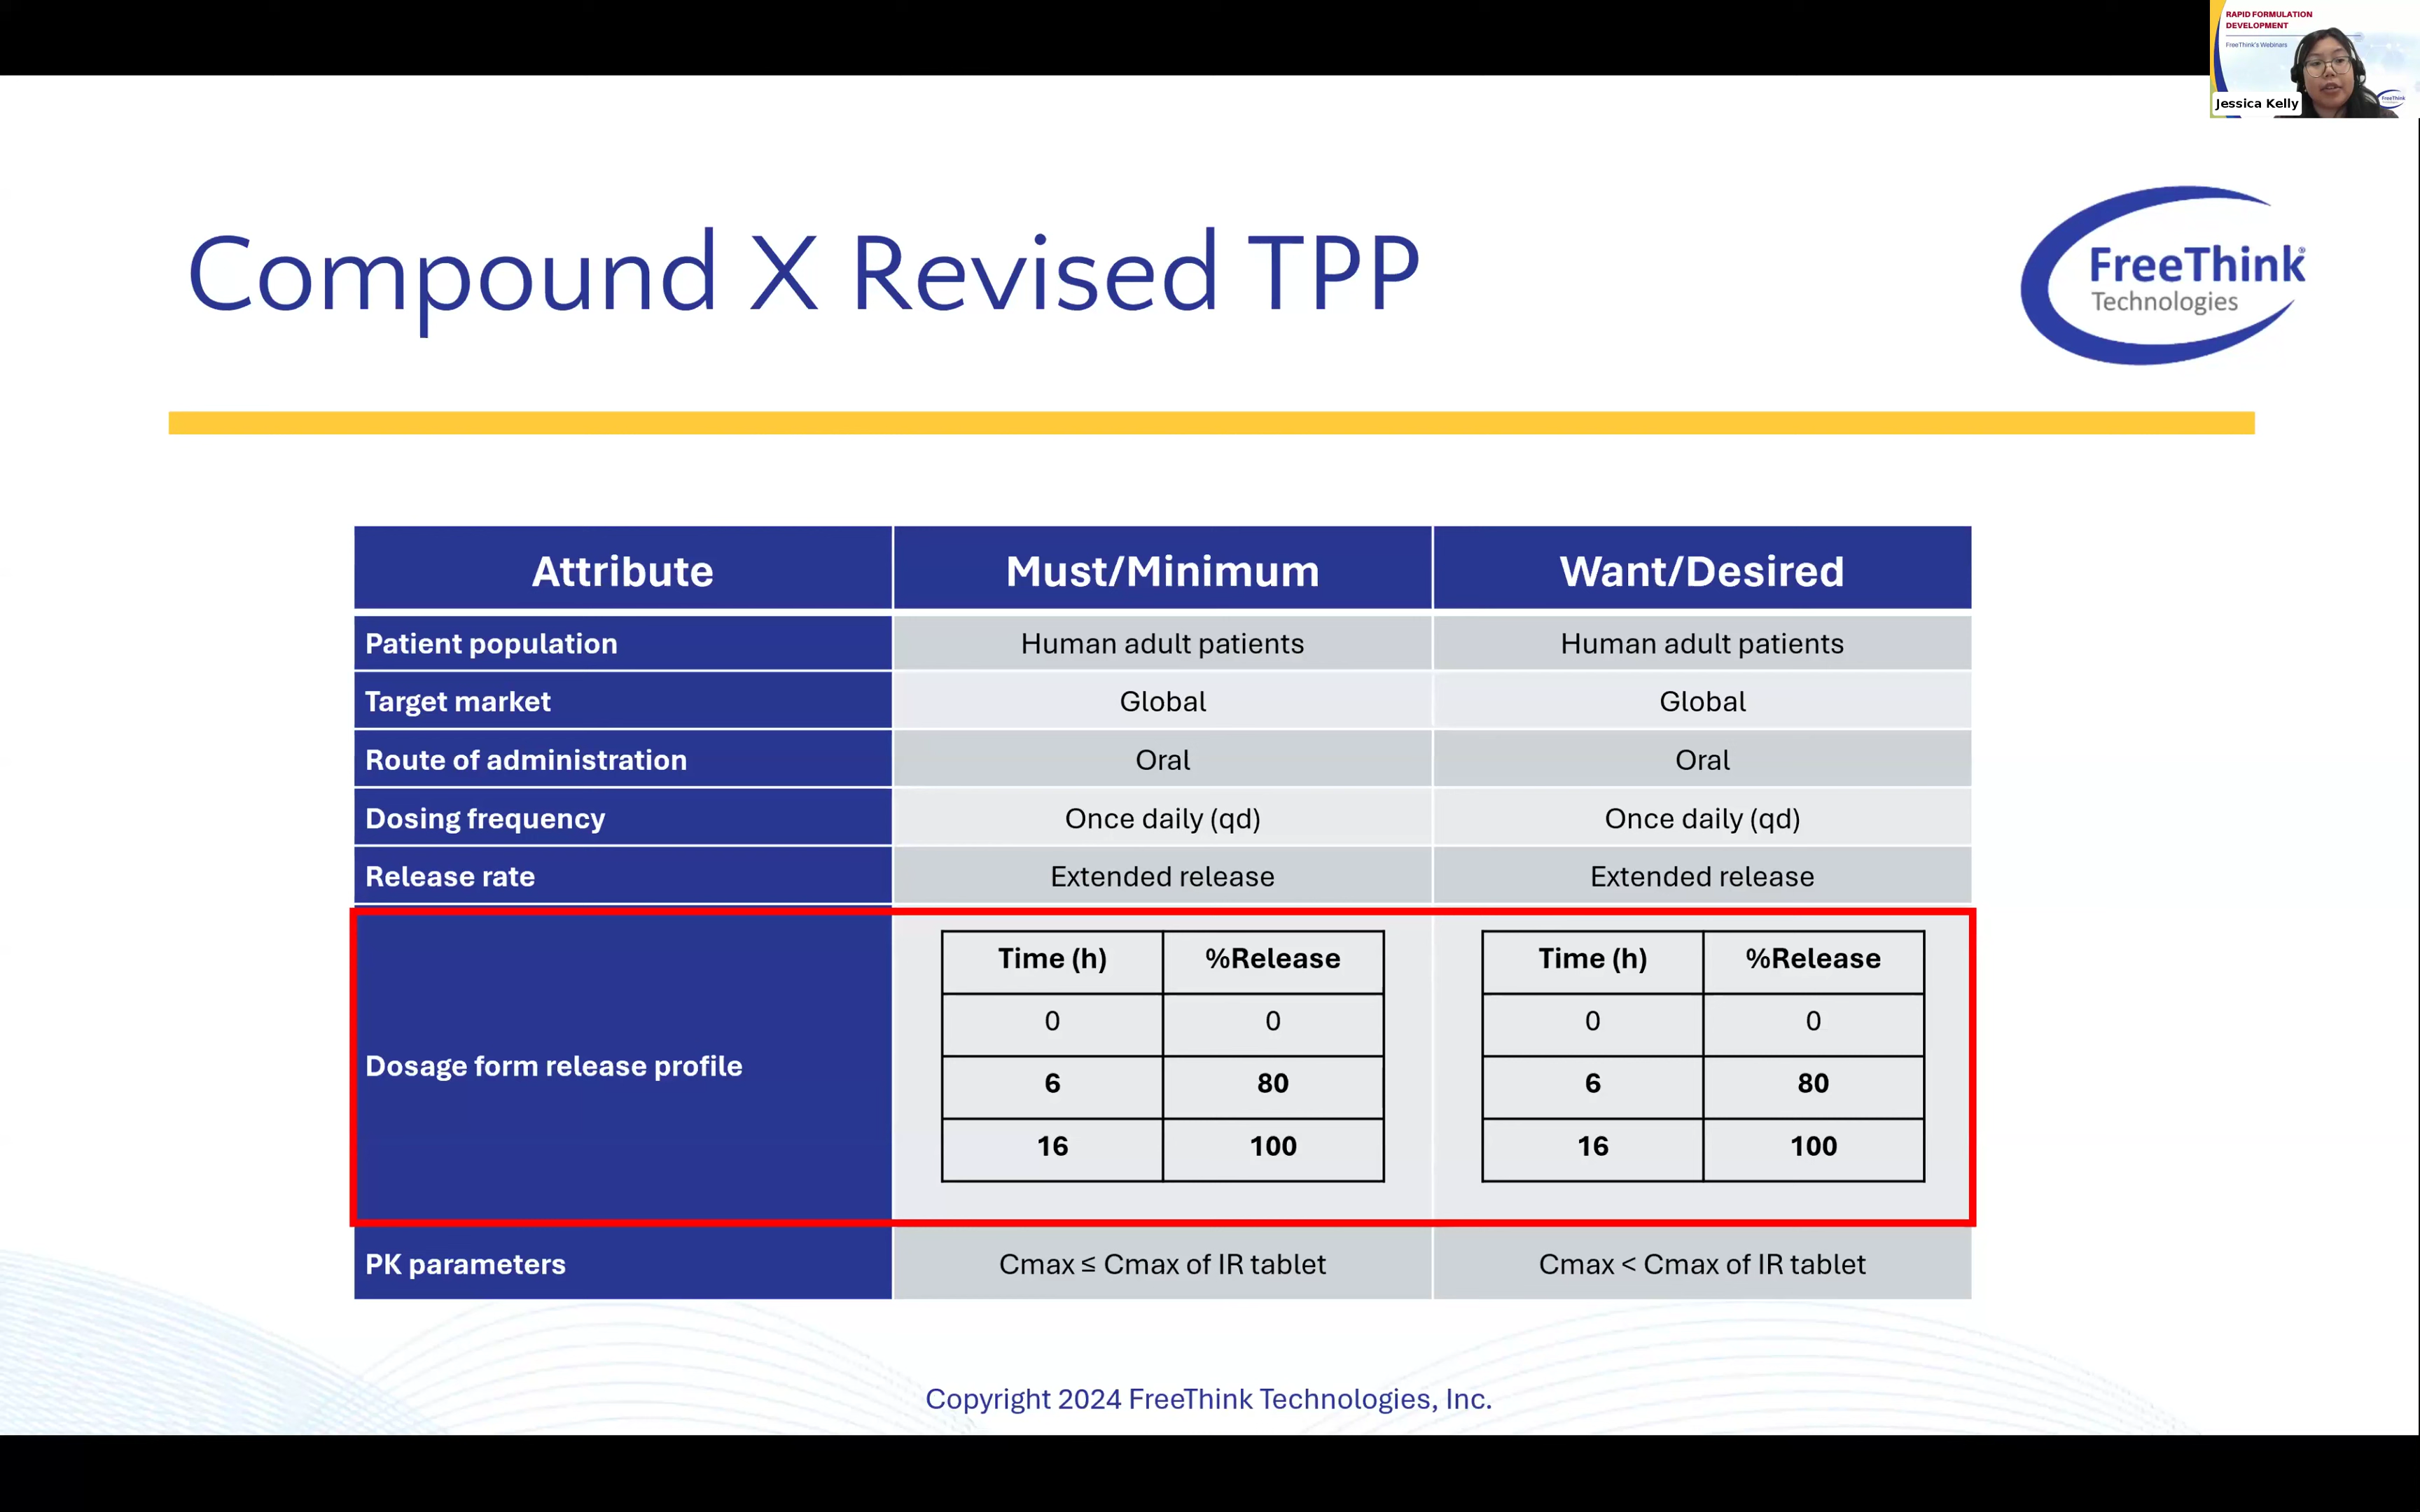 RAPID FORMULATION
DEVELOPMENT
FreeThink's Webinars
Jessica Kelly
FreeThink
Compound X Revised TPP
FreeThink®
Technologies
Attribute Must/Minimum Want/Desired
Patient population Human adult patients Human adult patients
Target market Global Global
Route of administration Oral Oral
Dosing frequency Once daily (qd) Once daily (qd)
Release rate Extended release Extended release
Dosage form release profile
Time (h) %Release Time (h) %Release
0 0 0 0
6 80 6 80
16 100 16 100
PK parameters Cmax ≤ Cmax of IR tablet Cmax < Cmax of IR tablet
Copyright 2024 FreeThink Technologies, Inc.